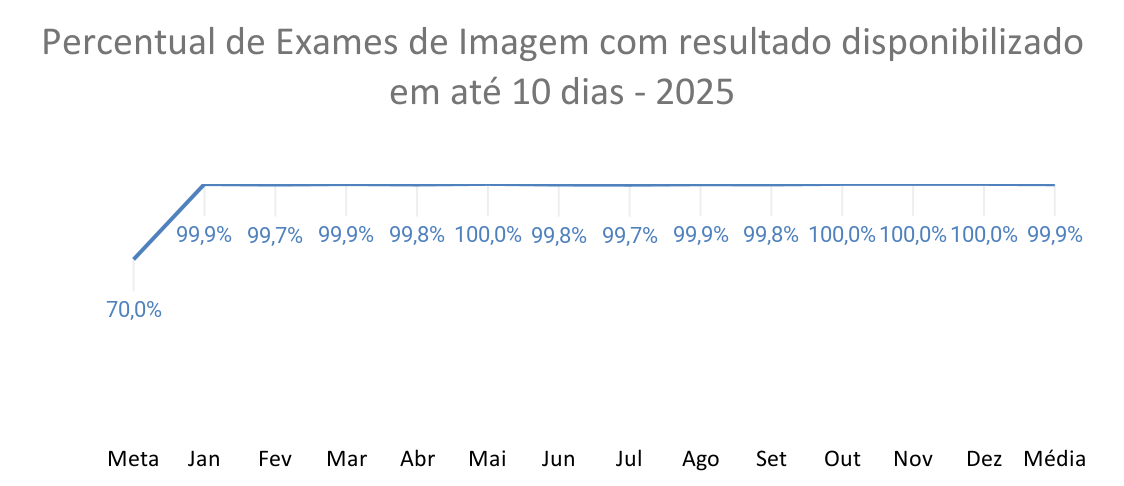 Percentual de Exames de Imagem com resultado disponibilizado
em até 10 dias - 2025
99,9% 99,7% 99,9% 99,8% 100,0% 99,8% 99,7% 99,9% 99,8% 100,0% 100,0% 100,0% 99,9%
70,0%
Meta Jan Fev Mar Abr Mai Jun Jul Ago Set Out Nov Dez Média